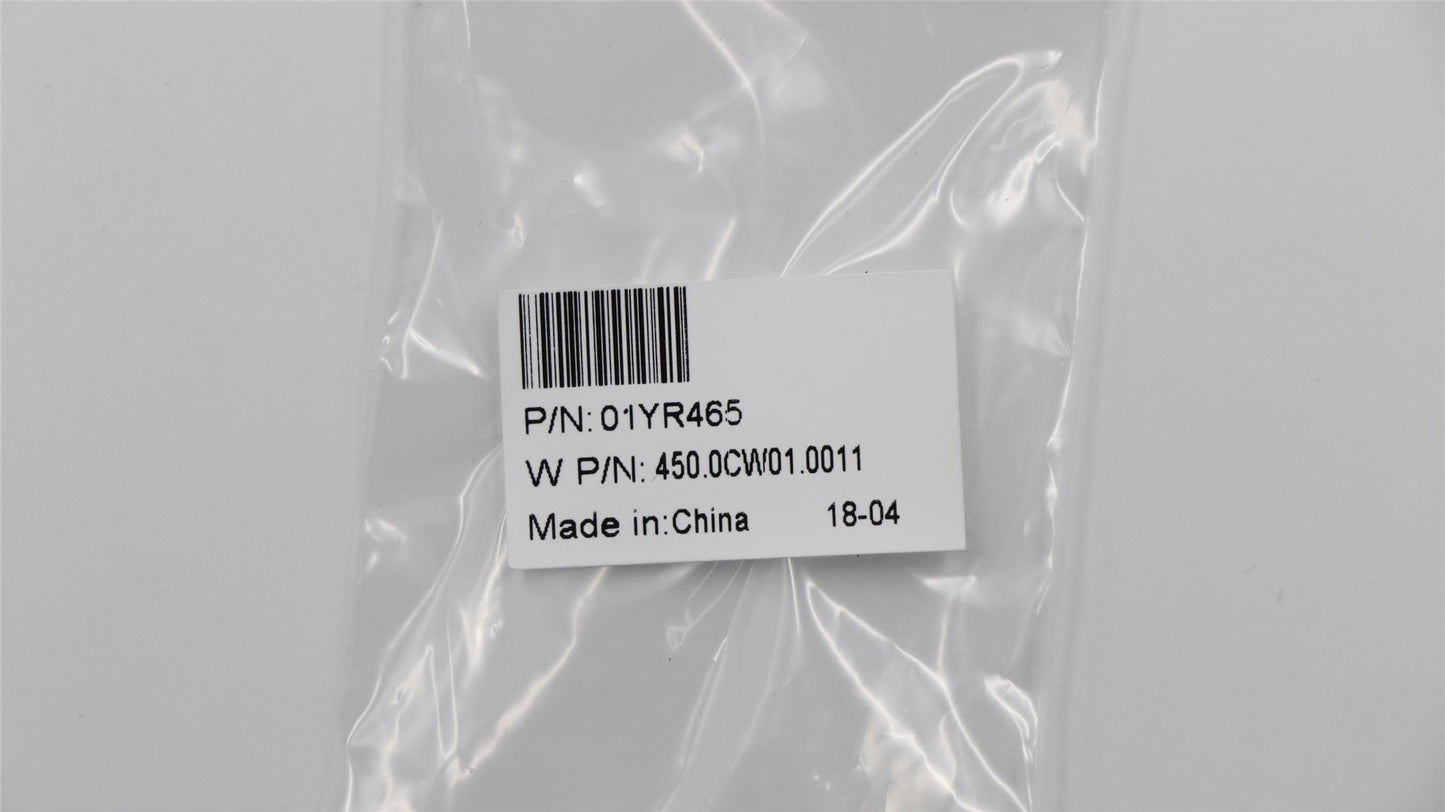 P/N: 01YR465
W P/N: 450.0CW01.0011
Made in:China 18-04